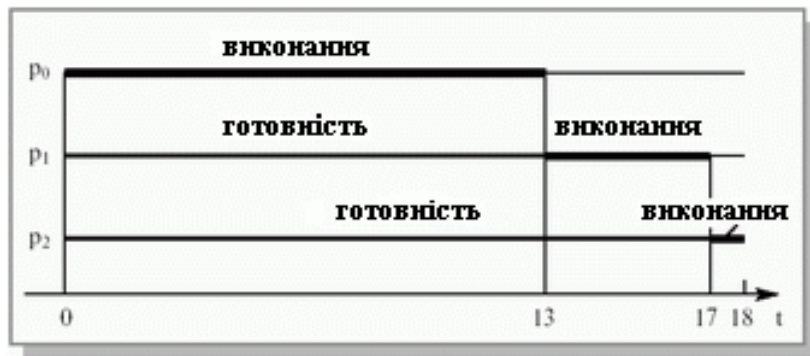 виконання
p0
готовність виконання
p1
готовність виконання
p2
0 13 17 18 t